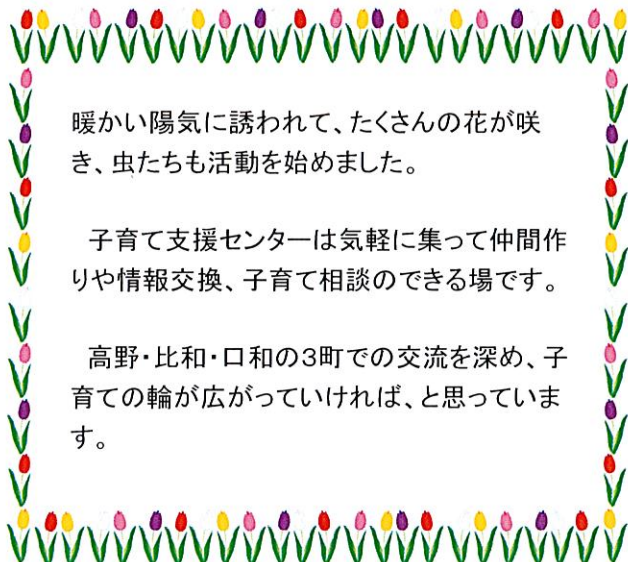 暖かい陽気に誘われて、たくさんの花が咲
き、虫たちも活動を始めました。
子育て支援センターは気軽に集って仲間作
りや情報交換、子育て相談のできる場です。
高野・比和・口和の3町での交流を深め、子
育ての輪が広がっていければ、と思っていま
す。